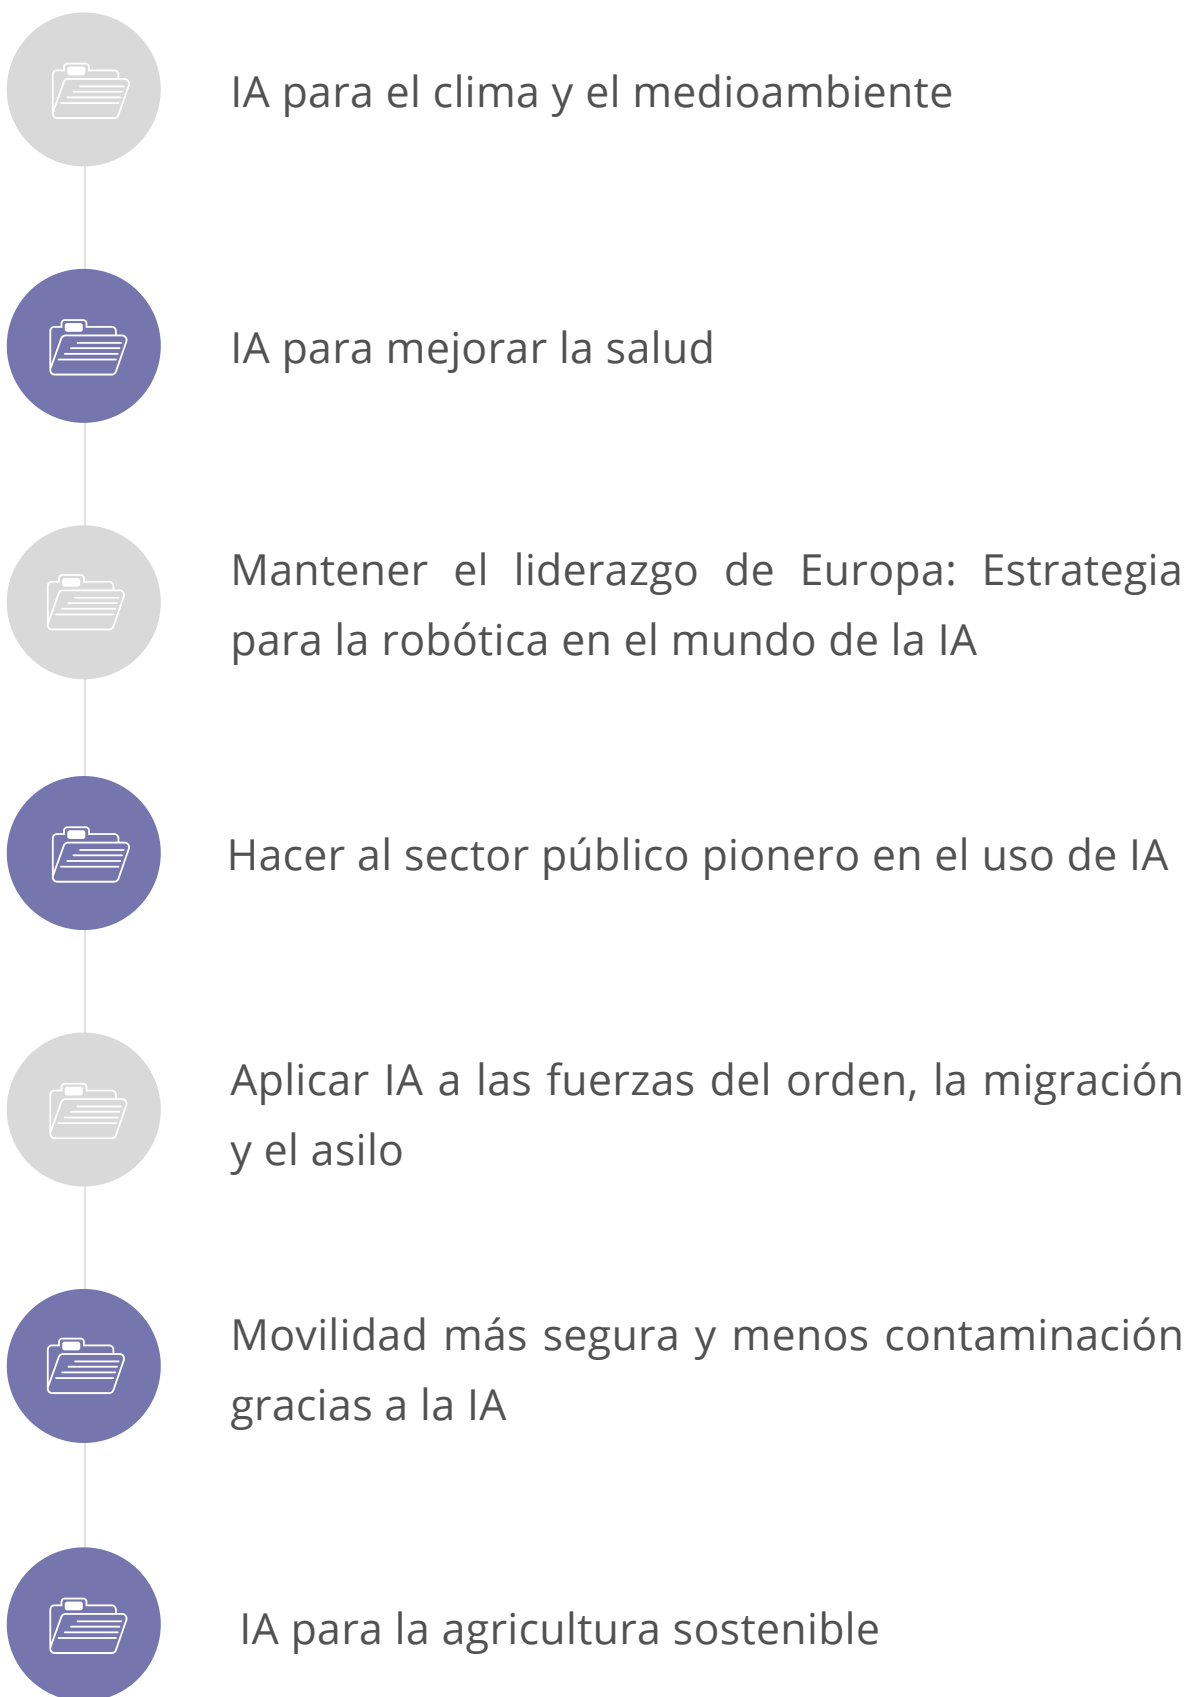 IA para el clima y el medioambiente
IA para mejorar la salud
Mantener el liderazgo de Europa: Estrategia
para la robótica en el mundo de la IA
Hacer al sector público pionero en el uso de IA
Aplicar IA a las fuerzas del orden, la migración
y el asilo
Movilidad más segura y menos contaminación
gracias a la IA
IA para la agricultura sostenible